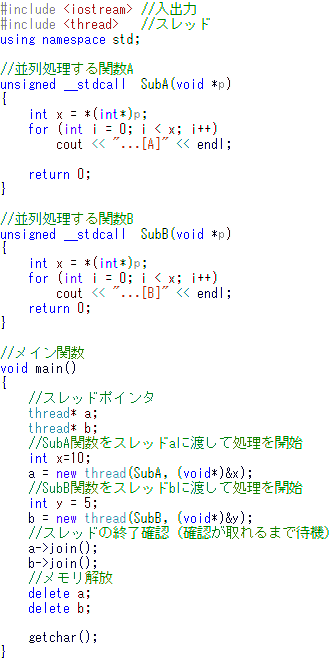 #include <iostream> //入出力
#include <thread>   //スレッド
using namespace std;

//並列処理する関数A
unsigned __stdcall  SubA(void *p)
{
    int x = *(int*)p;
    for (int i = 0; i < x; i++)
        cout << "...[A]" << endl;

    return 0;
}

//並列処理する関数B
unsigned __stdcall  SubB(void *p)
{
    int x = *(int*)p;
    for (int i = 0; i < x; i++)
        cout << "...[B]" << endl;
    return 0;
}

//メイン関数
void main()
{
    //スレッドポインタ
    thread* a;
    thread* b;
    //SubA関数をスレッドaに渡して処理を開始
    int x=10;
    a = new thread(SubA, (void*)&x);
    //SubB関数をスレッドbに渡して処理を開始
    int y = 5;
    b = new thread(SubB, (void*)&y);
    //スレッドの終了確認（確認が取れるまで待機）
    a->join();
    b->join();
    //メモリ解放
    delete a;
    delete b;

    getchar();
}